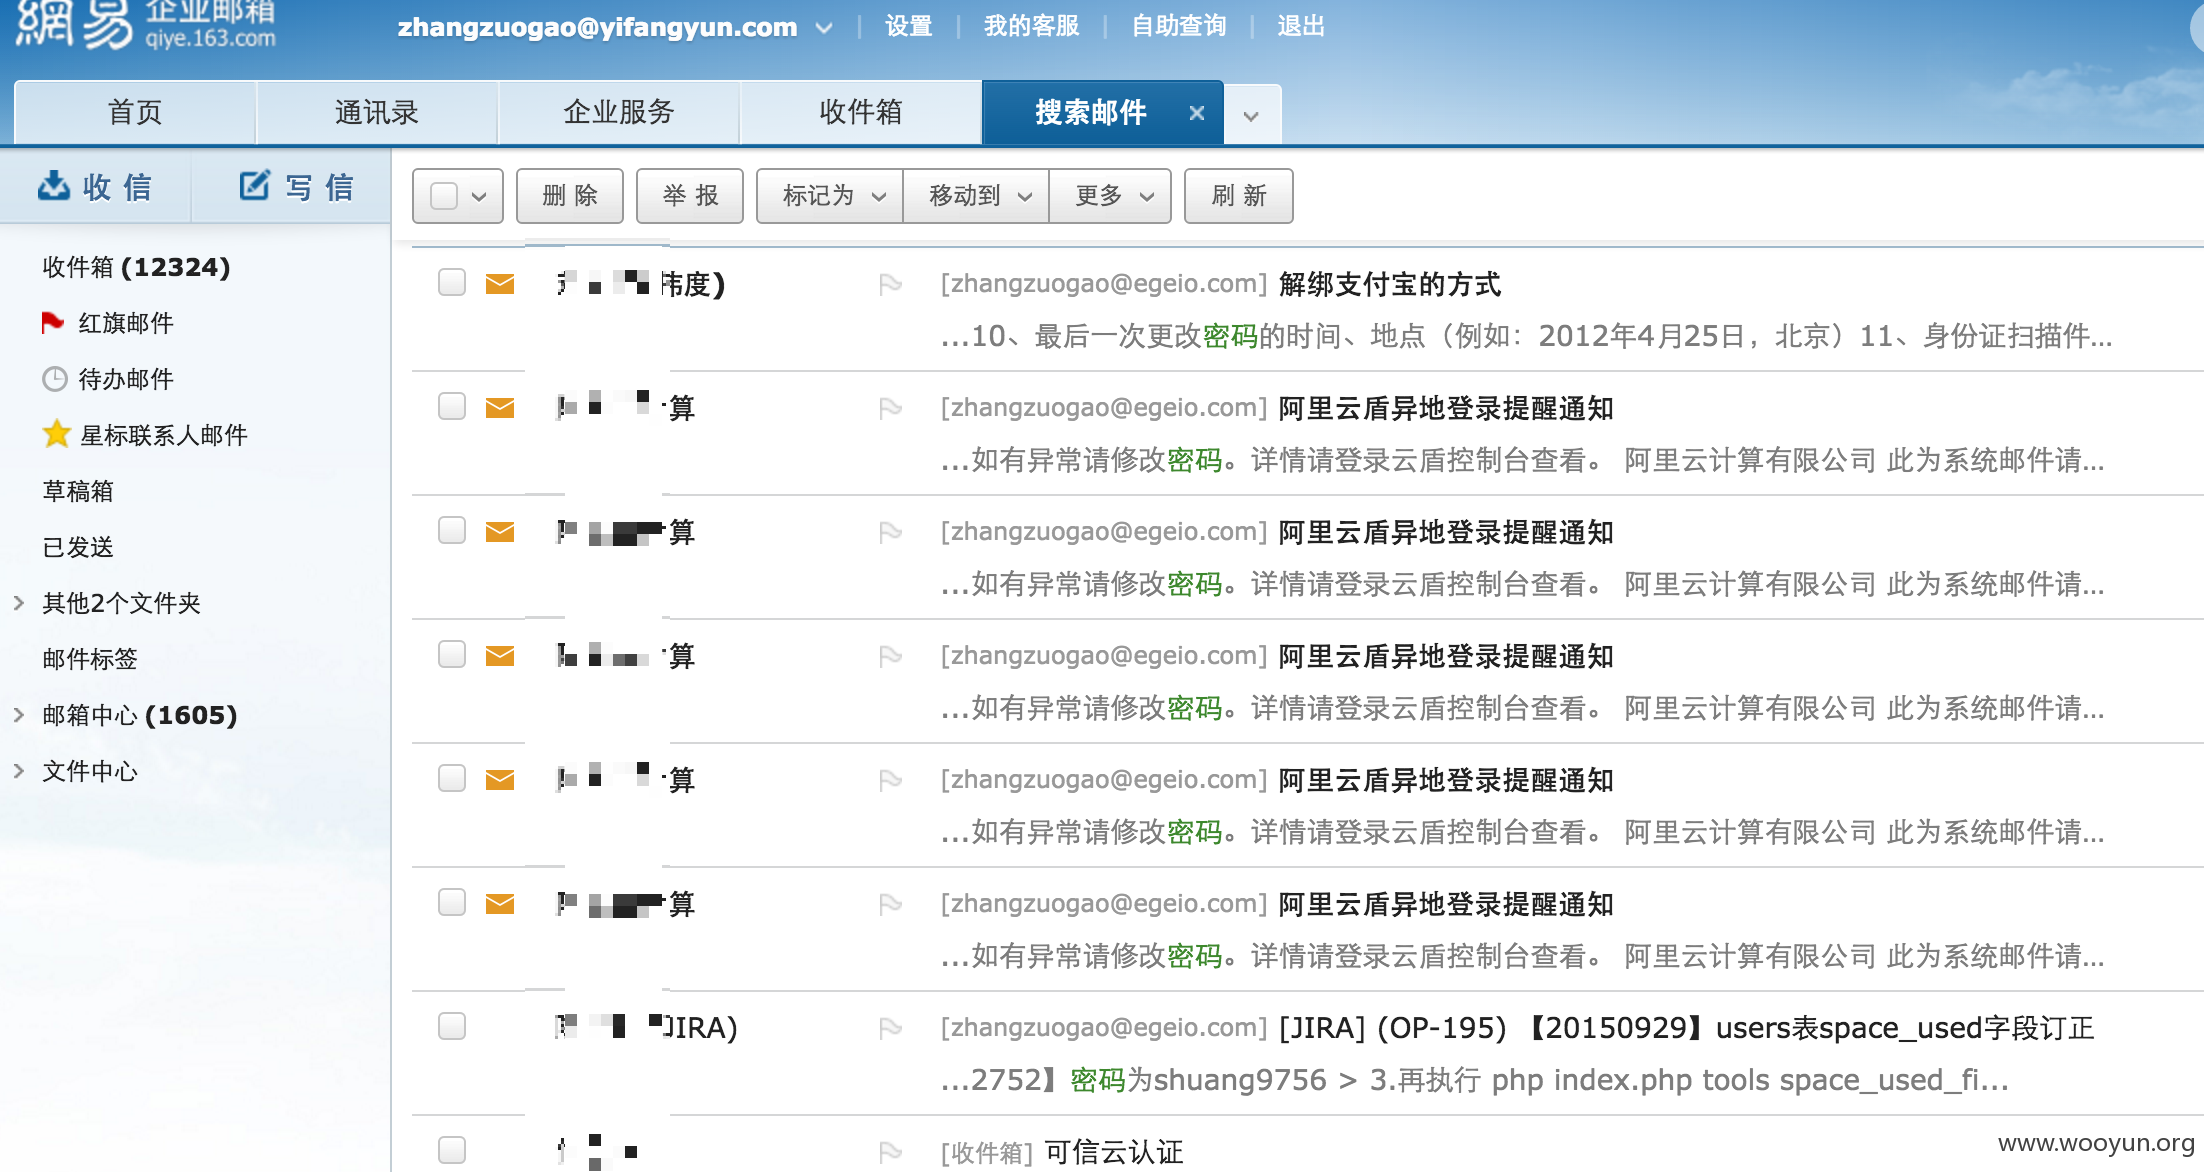 網易 企业邮箱
qiye.163.com
zhangzuogao@yifangyun.com 设置 我的客服 自助查询 退出
首页 通讯录 企业服务 收件箱 搜索邮件
收信 写信
删除 举报 标记为 移动到 更多 刷新
收件箱 (12324)
红旗邮件
待办邮件
星标联系人邮件
草稿箱
已发送
其他2个文件夹
邮件标签
邮箱中心 (1605)
文件中心
[zhangzuogao@egeio.com] 解绑支付宝的方式
...10、最后一次更改密码的时间、地点（例如：2012年4月25日，北京）11、身份证扫描件...
算 [zhangzuogao@egeio.com] 阿里云盾异地登录提醒通知
...如有异常请修改密码。详情请登录云盾控制台查看。 阿里云计算有限公司 此为系统邮件请...
算 [zhangzuogao@egeio.com] 阿里云盾异地登录提醒通知
...如有异常请修改密码。详情请登录云盾控制台查看。 阿里云计算有限公司 此为系统邮件请...
算 [zhangzuogao@egeio.com] 阿里云盾异地登录提醒通知
...如有异常请修改密码。详情请登录云盾控制台查看。 阿里云计算有限公司 此为系统邮件请...
算 [zhangzuogao@egeio.com] 阿里云盾异地登录提醒通知
...如有异常请修改密码。详情请登录云盾控制台查看。 阿里云计算有限公司 此为系统邮件请...
算 [zhangzuogao@egeio.com] 阿里云盾异地登录提醒通知
...如有异常请修改密码。详情请登录云盾控制台查看。 阿里云计算有限公司 此为系统邮件请...
JIRA) [zhangzuogao@egeio.com] [JIRA] (OP-195) 【20150929】users表space_used字段订正
...2752】密码为shuang9756 > 3.再执行 php index.php tools space_used_fi...
[收件箱] 可信云认证
www.wooyun.org